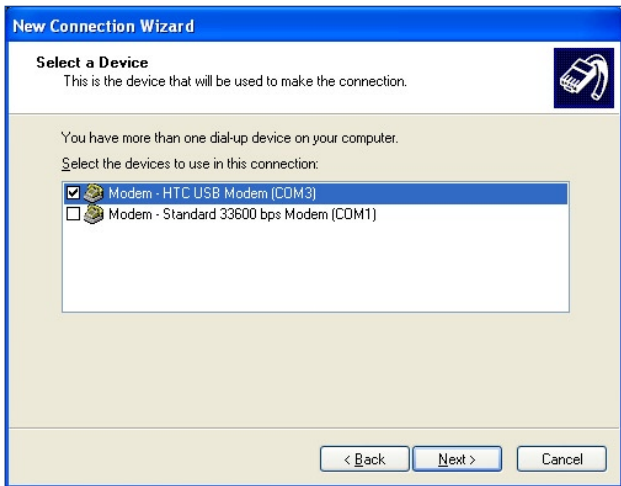 New Connection Wizard
Select a Device
This is the device that will be used to make the connection.
You have more than one dial-up device on your computer.
Select the devices to use in this connection:
Modem - HTC USB Modem (COM3)
Modem - Standard 33600 bps Modem (COM1)
< Back Next > Cancel